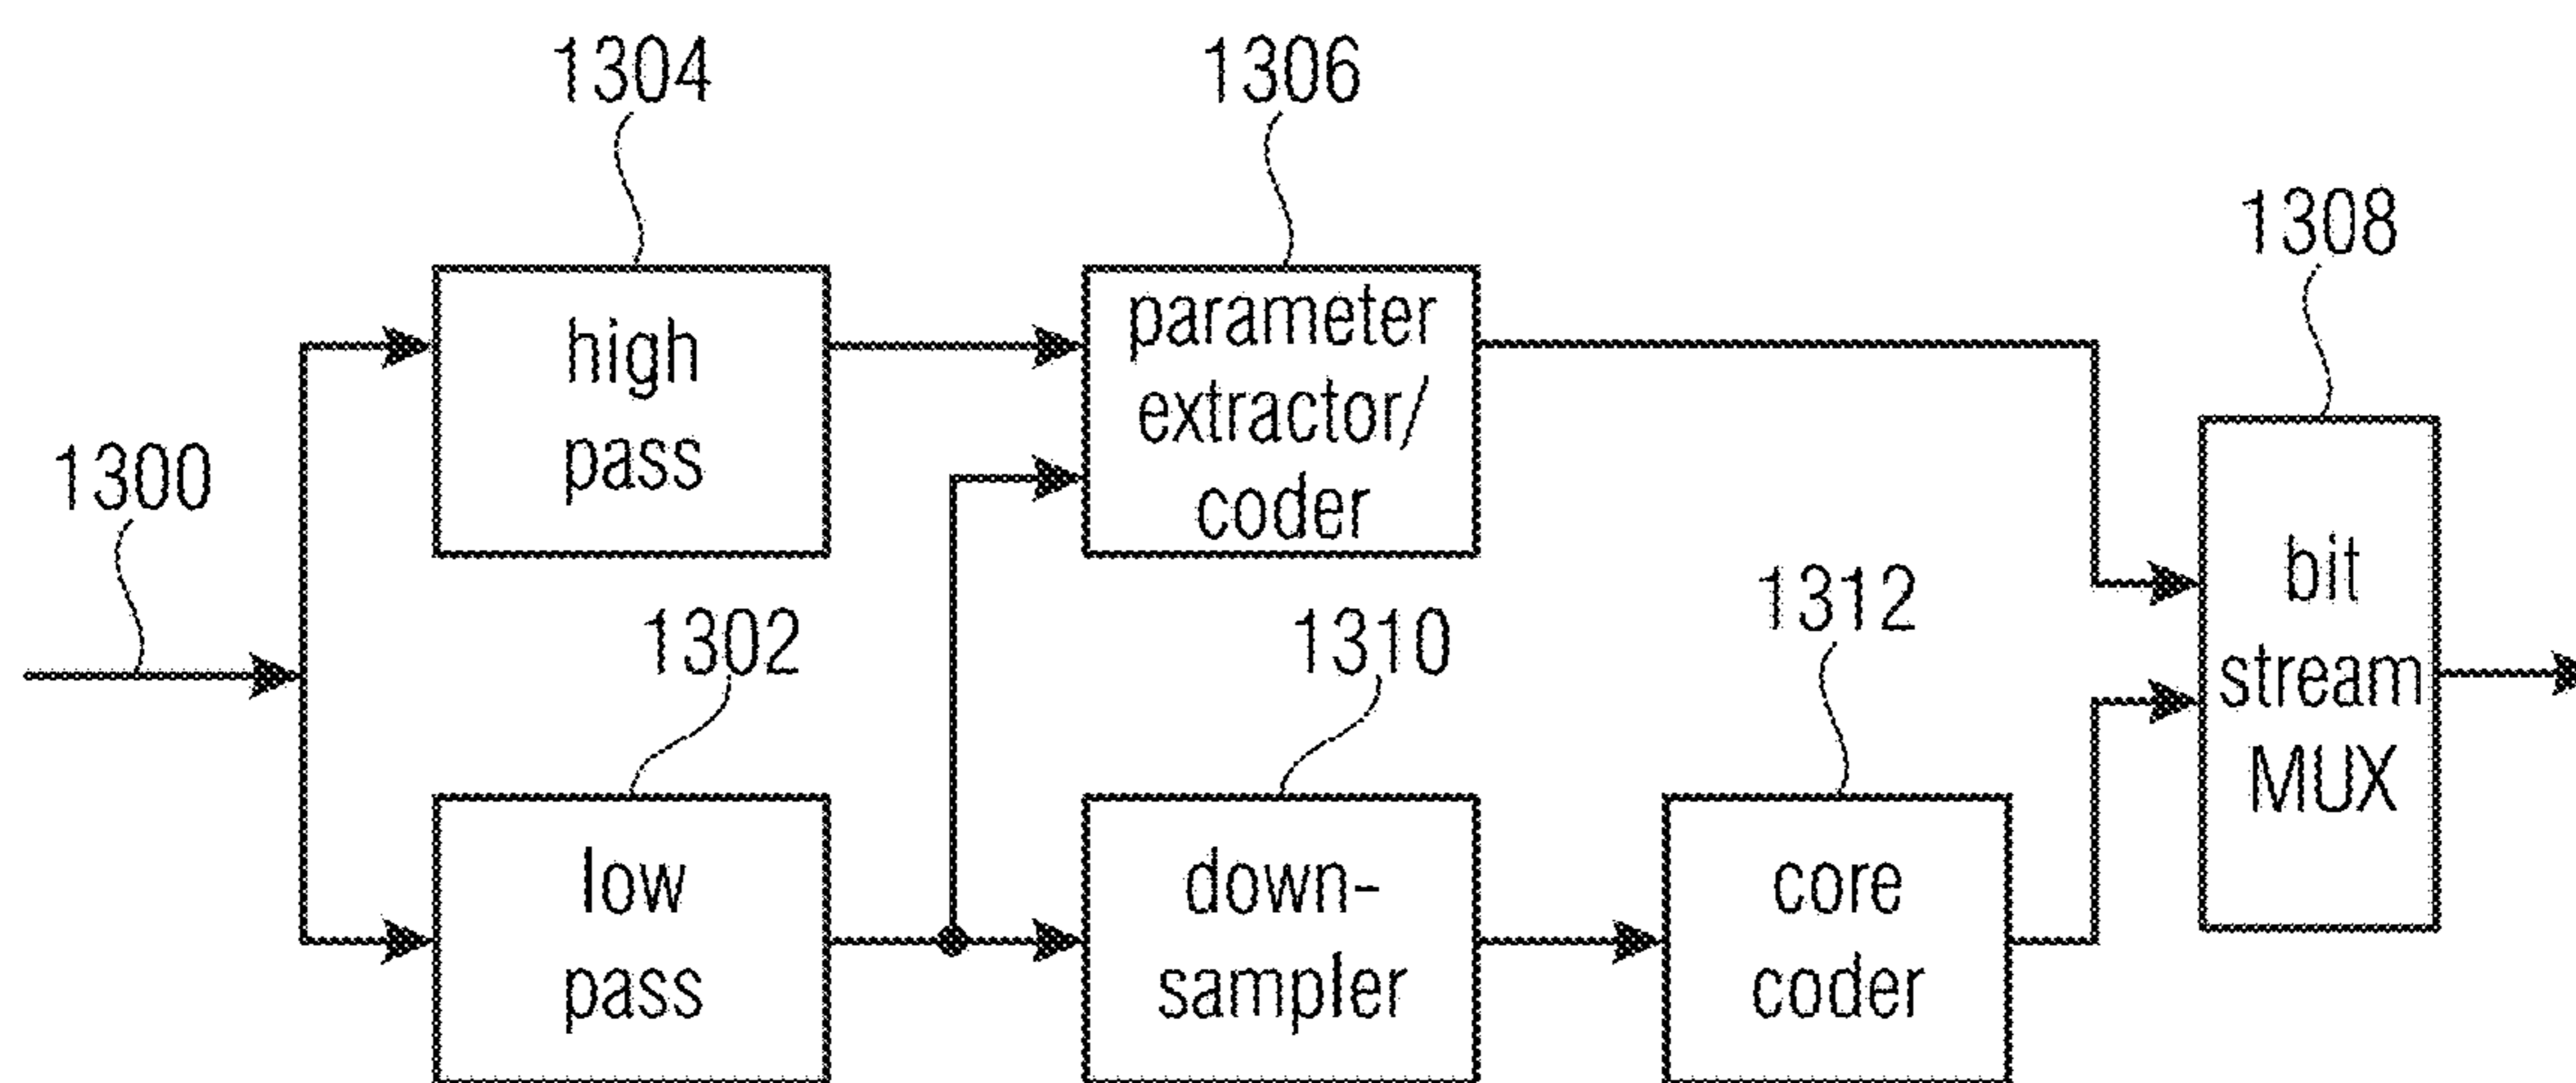 1304
1306
1308
high
pass
parameter
extractor/
coder
1300
1302
1310
1312
bit
stream
MUX
low
pass
down-
sampler
core
coder